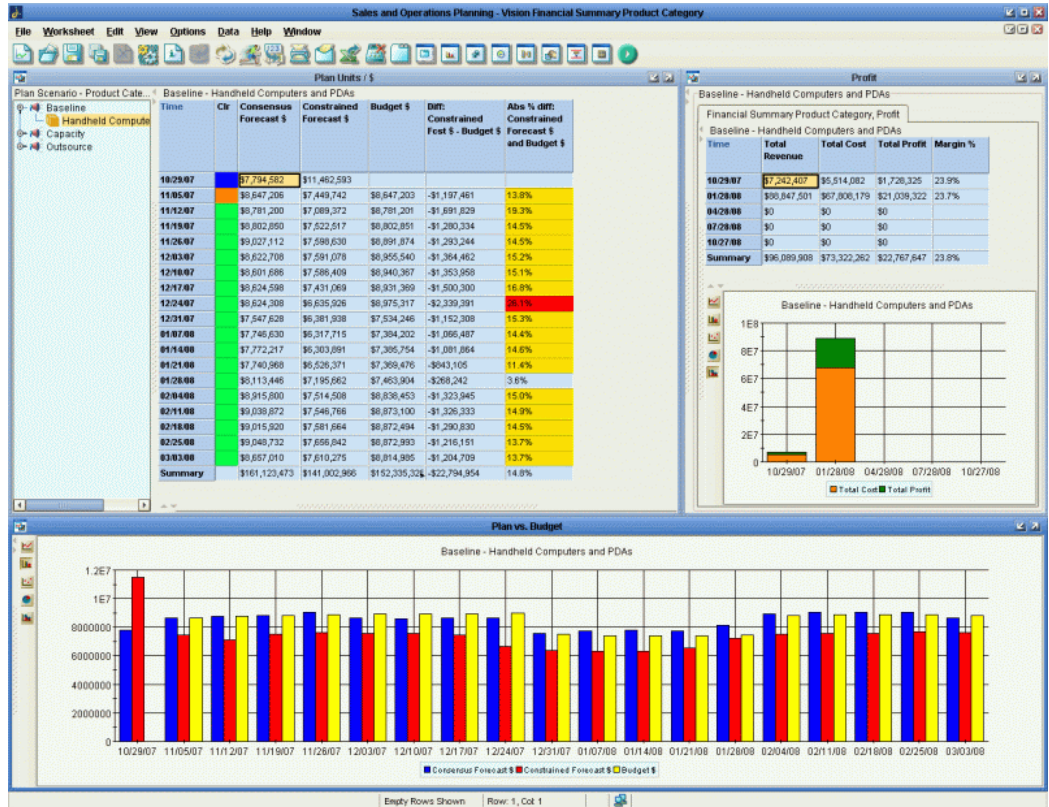 Sales and Operations Planning - Vision Financial Summary Product Category
File Worksheet Edit View Options Data Help Window
Plan Units / $
Plan Scenario - Product Cate...
Baseline
Handheld Compute
Capacity
Outsource
Baseline - Handheld Computers and PDAs
Time Clr Consensus Forecast $ Constrained Forecast $ Budget $ Diff: Constrained Fcst $ - Budget $ Abs % diff: Constrained Forecast $ and Budget $
10/29/07 $7,794,582 $11,462,593
11/05/07 $8,647,206 $7,449,742 $8,647,203 -$1,197,461 13.8%
11/12/07 $8,781,200 $7,089,372 $8,781,201 -$1,691,829 19.3%
11/19/07 $8,802,850 $7,522,517 $8,802,851 -$1,280,334 14.5%
11/26/07 $9,027,112 $7,598,630 $8,891,874 -$1,293,244 14.5%
12/03/07 $8,622,708 $7,591,078 $8,955,540 -$1,364,462 15.2%
12/10/07 $8,601,686 $7,586,409 $8,940,367 -$1,353,958 15.1%
12/17/07 $8,624,598 $7,431,069 $8,931,369 -$1,500,300 16.8%
12/24/07 $8,624,308 $6,635,926 $8,975,317 -$2,339,391 26.1%
12/31/07 $7,547,628 $6,381,938 $7,534,246 -$1,152,308 15.3%
01/07/08 $7,746,630 $6,317,715 $7,384,202 -$1,066,487 14.4%
01/14/08 $7,772,217 $6,303,891 $7,385,754 -$1,081,864 14.6%
01/21/08 $7,740,968 $6,526,371 $7,369,476 -$843,105 11.4%
01/28/08 $8,113,446 $7,195,662 $7,463,904 -$268,242 3.6%
02/04/08 $8,915,800 $7,514,508 $8,838,453 -$1,323,945 15.0%
02/11/08 $9,038,872 $7,546,766 $8,873,100 -$1,326,333 14.9%
02/18/08 $9,015,920 $7,581,664 $8,872,494 -$1,290,830 14.5%
02/25/08 $9,048,732 $7,656,842 $8,872,993 -$1,216,151 13.7%
03/03/08 $8,657,010 $7,610,275 $8,814,985 -$1,204,709 13.7%
Summary $161,123,473 $141,002,966 $152,335,32 -$22,794,954 14.8%
Profit
Baseline - Handheld Computers and PDAs
Financial Summary Product Category, Profit
Baseline - Handheld Computers and PDAs
Time Total Revenue Total Cost Total Profit Margin %
10/29/07 $7,242,407 $5,514,082 $1,728,325 23.9%
01/28/08 $88,847,501 $67,808,179 $21,039,322 23.7%
04/28/08 $0 $0 $0
07/28/08 $0 $0 $0
10/27/08 $0 $0 $0
Summary $96,089,908 $73,322,262 $22,767,647 23.8%
Baseline - Handheld Computers and PDAs
1E8
8E7
6E7
4E7
2E7
0
10/29/07 01/28/08 04/28/08 07/28/08 10/27/08
Total Cost Total Profit
Plan vs. Budget
Baseline - Handheld Computers and PDAs
1.2E7
1E7
8000000
6000000
4000000
2000000
0
10/29/07 11/05/07 11/12/07 11/19/07 11/26/07 12/03/07 12/10/07 12/17/07 12/24/07 12/31/07 01/07/08 01/14/08 01/21/08 01/28/08 02/04/08 02/11/08 02/18/08 02/25/08 03/03/08
Consensus Forecast $ Constrained Forecast $ Budget $
Empty Rows Shown Row: 1, Col: 1